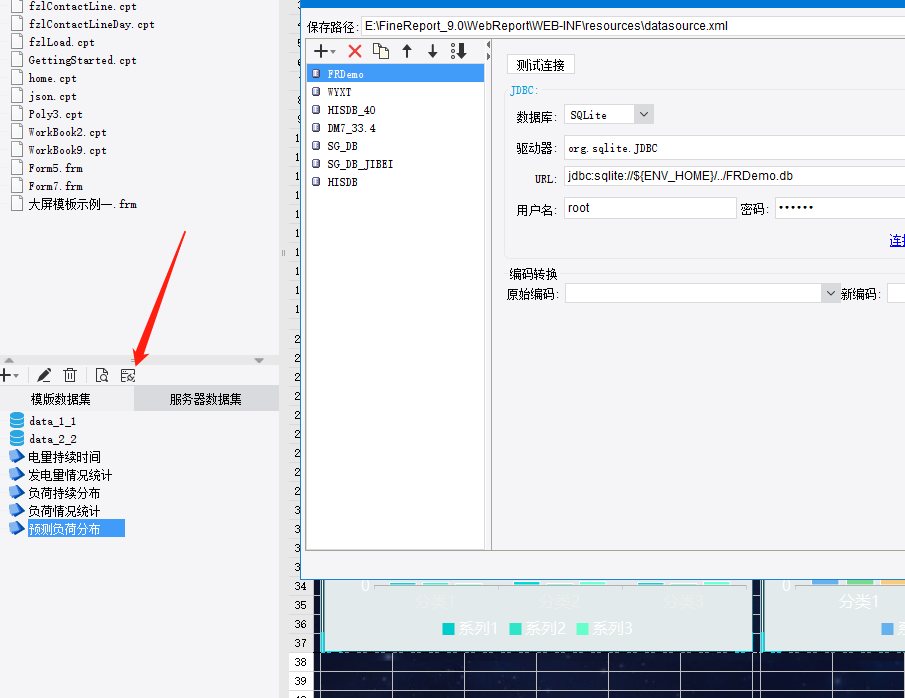 fzlContactLine.cpt
fzlContactLineDay.cpt
fzlLoad.cpt
GettingStarted.cpt
home.cpt
json.cpt
Poly3.cpt
WorkBook2.cpt
WorkBook9.cpt
Form5.frm
Form7.frm
大屏模板示例一.frm
模版数据集
服务器数据集
data_1_1
data_2_2
电量持续时间
发电量情况统计
负荷持续分布
负荷情况统计
预测负荷分布
保存路径: E:\FineReport_9.0\WebReport\WEB-INF\resources\datasource.xml
FRDemo
WYXT
HISDB_40
DM7_33.4
SG_DB
SG_DB_JIBEI
HISDB
测试连接
JDBC:
数据库: SQLite
驱动器: org.sqlite.JDBC
URL: jdbc:sqlite://${ENV_HOME}/../FRDemo.db
用户名: root 密码: ••••••
连接
编码转换
原始编码: 新编码:
34
35
36
37
38
39
0
分类1 分类2 分类3
系列1 系列2 系列3
0
分类1